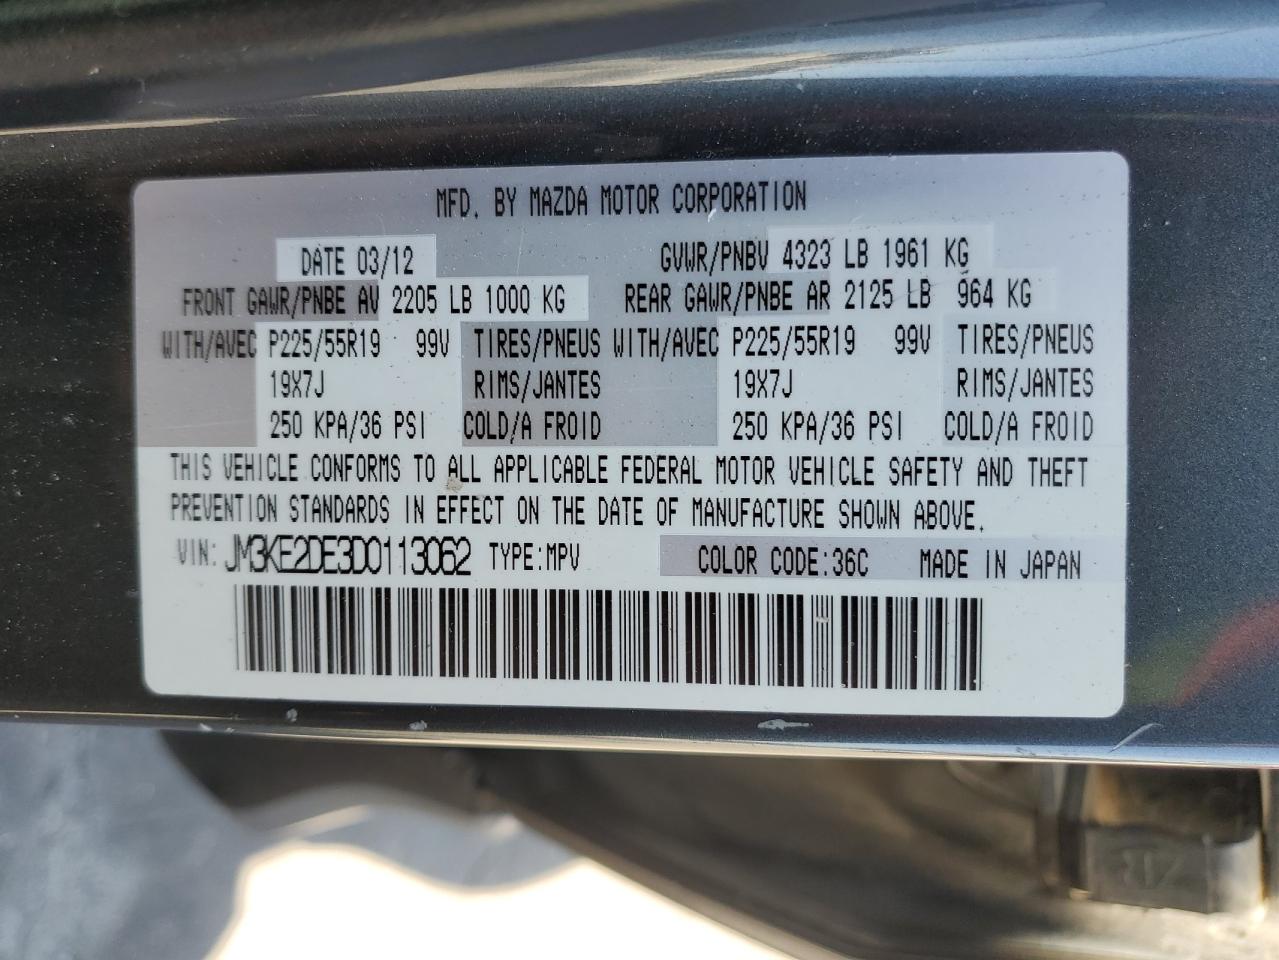 MFD. BY MAZDA MOTOR CORPORATION
DATE 03/12 GVWR/PNBV 4323 LB 1961 KG
FRONT GAWR/PNBE AV 2205 LB 1000 KG REAR GAWR/PNBE AR 2125 LB 964 KG
WITH/AVEC P225/55R19 99V TIRES/PNEUS WITH/AVEC P225/55R19 99V TIRES/PNEUS
19X7J RIMS/JANTES 19X7J RIMS/JANTES
250 KPA/36 PSI COLD/A FROID 250 KPA/36 PSI COLD/A FROID
THIS VEHICLE CONFORMS TO ALL APPLICABLE FEDERAL MOTOR VEHICLE SAFETY AND THEFT
PREVENTION STANDARDS IN EFFECT ON THE DATE OF MANUFACTURE SHOWN ABOVE.
VIN: JM3KE2DE3D0113062 TYPE:MPV COLOR CODE:36C MADE IN JAPAN